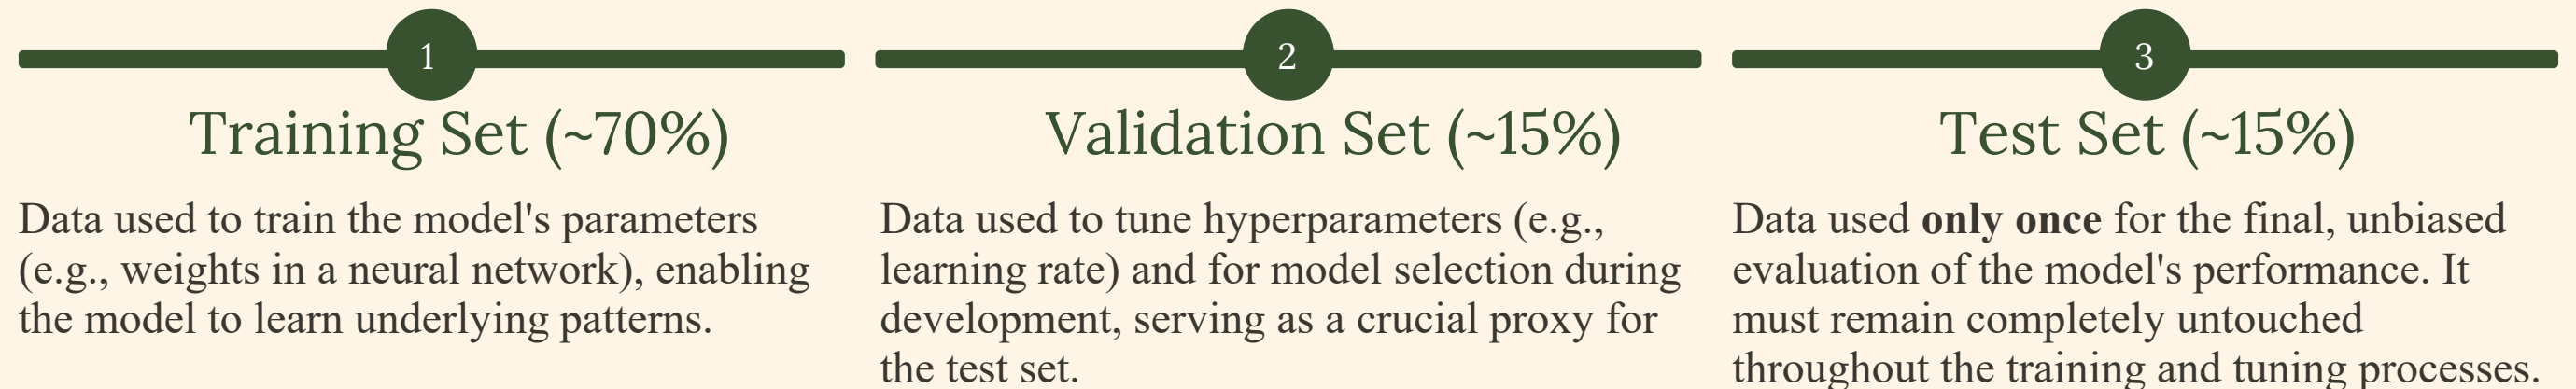 1
Training Set (~70%)
Data used to train the model's parameters
(e.g., weights in a neural network), enabling
the model to learn underlying patterns.
2
Validation Set (~15%)
Data used to tune hyperparameters (e.g.,
learning rate) and for model selection during
development, serving as a crucial proxy for
the test set.
3
Test Set (~15%)
Data used only once for the final, unbiased
evaluation of the model's performance. It
must remain completely untouched
throughout the training and tuning processes.